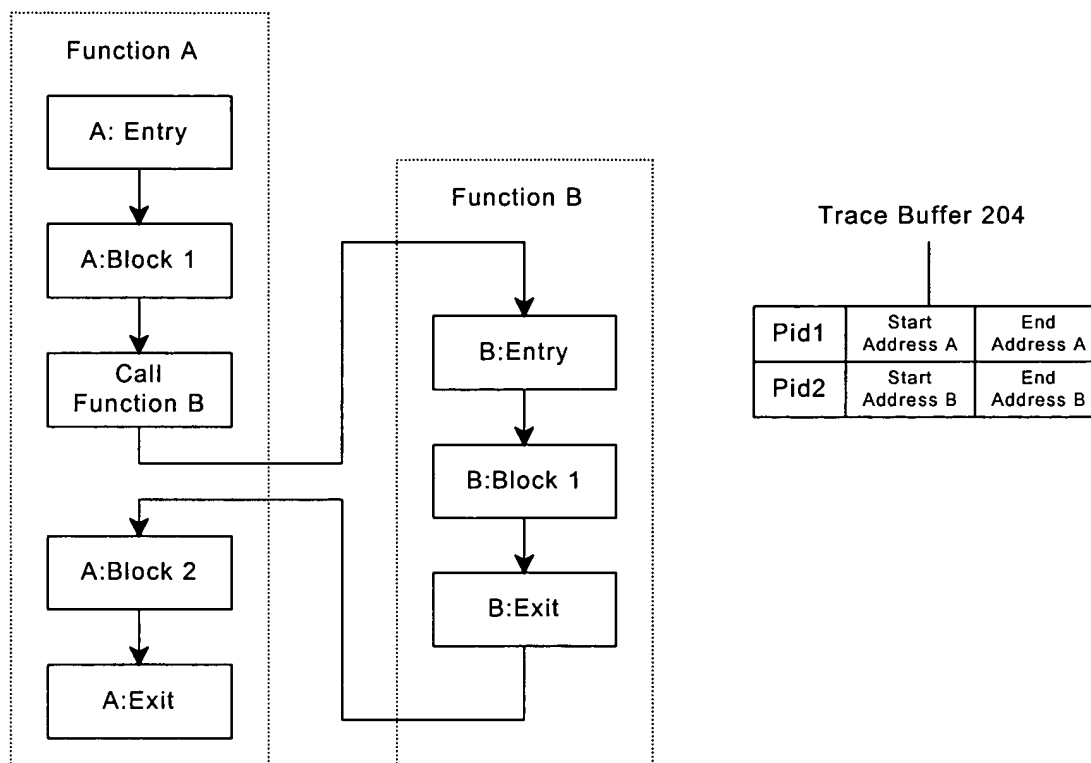 Function A
A: Entry
A:Block 1
Call
Function B
A:Block 2
A:Exit
Function B
B:Entry
B:Block 1
B:Exit
Trace Buffer 204
Pid1 Start Address A End Address A
Pid2 Start Address B End Address B